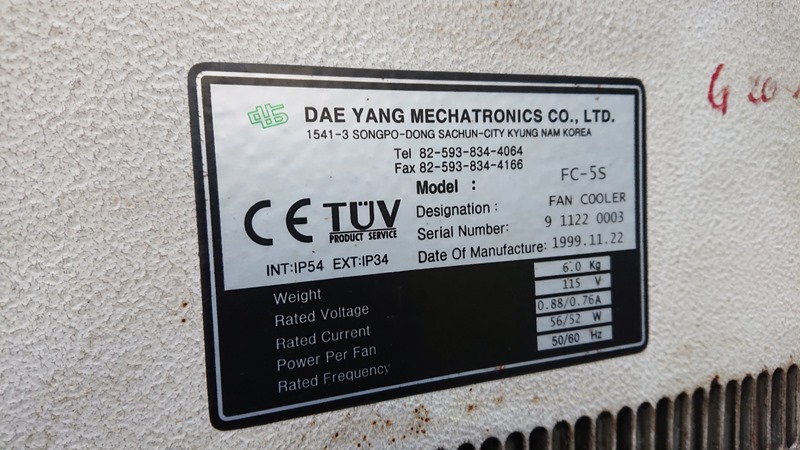 DAE YANG MECHATRONICS CO., LTD.
1541-3 SONGPO-DONG SACHUN-CITY KYUNG NAM KOREA
Tel 82-593-834-4064
Fax 82-593-834-4166
Model : FC-5S
Designation : FAN COOLER
Serial Number: 9 1122 0003
Date Of Manufacture: 1999.11.22
CE TÜV
PRODUCT SERVICE
INT:IP54 EXT:IP34
Weight 6.0 Kg
Rated Voltage 115 V
Rated Current 0.88/0.76A
Power Per Fan 56/52 W
Rated Frequency 50/60 Hz